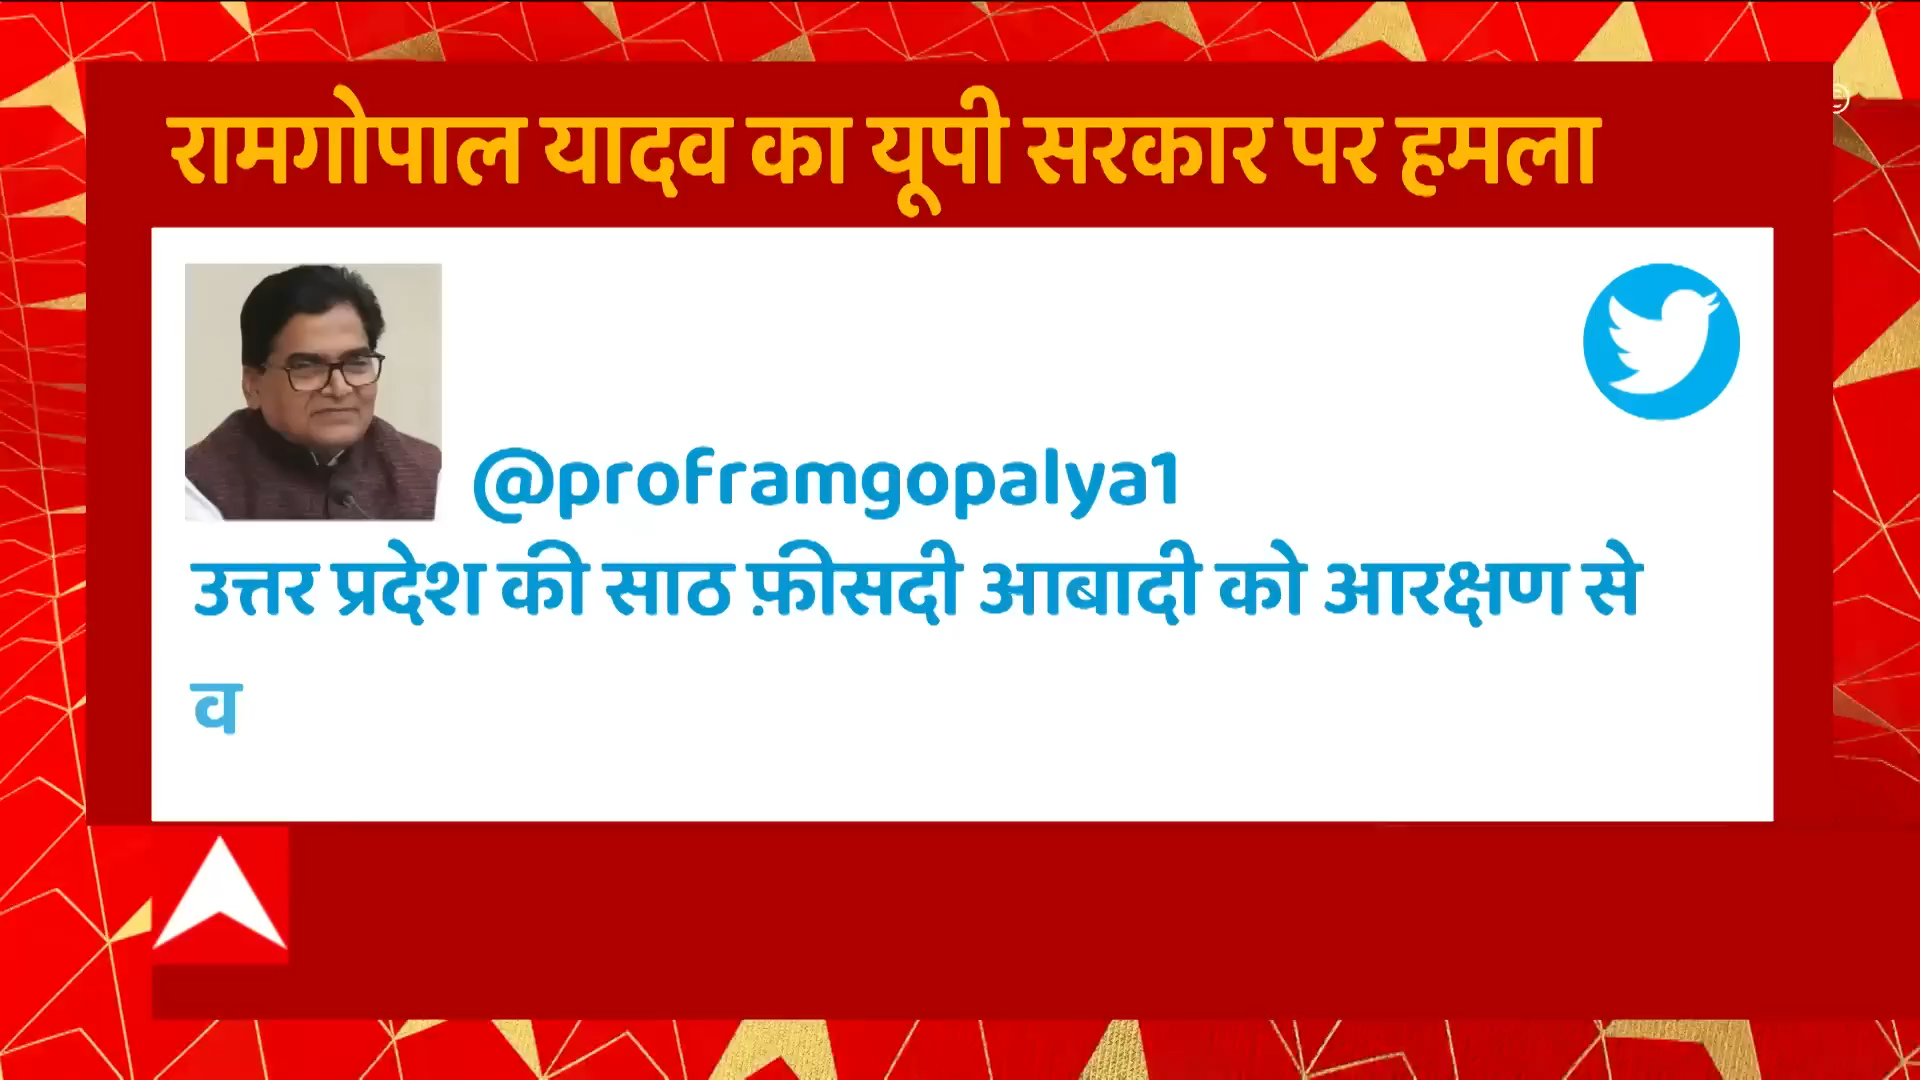 रामगोपाल यादव का यूपी सरकार पर हमला
@proframgopalya1
उत्तर प्रदेश की साठ फ़ीसदी आबादी को आरक्षण से
व